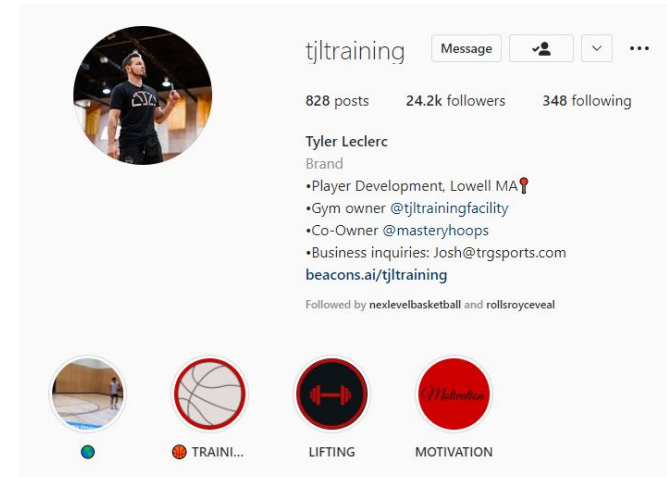 tjltraining Message
828 posts 24.2k followers 348 following
Tyler Leclerc
Brand
•Player Development, Lowell MA📍
•Gym owner @tjltrainingfacility
•Co-Owner @masteryhoops
•Business inquiries: Josh@trgsports.com
beacons.ai/tjltraining
Followed by nexlevelbasketball and rollsroyceveal
Motivation
🌎 🏀 TRAINI... LIFTING MOTIVATION